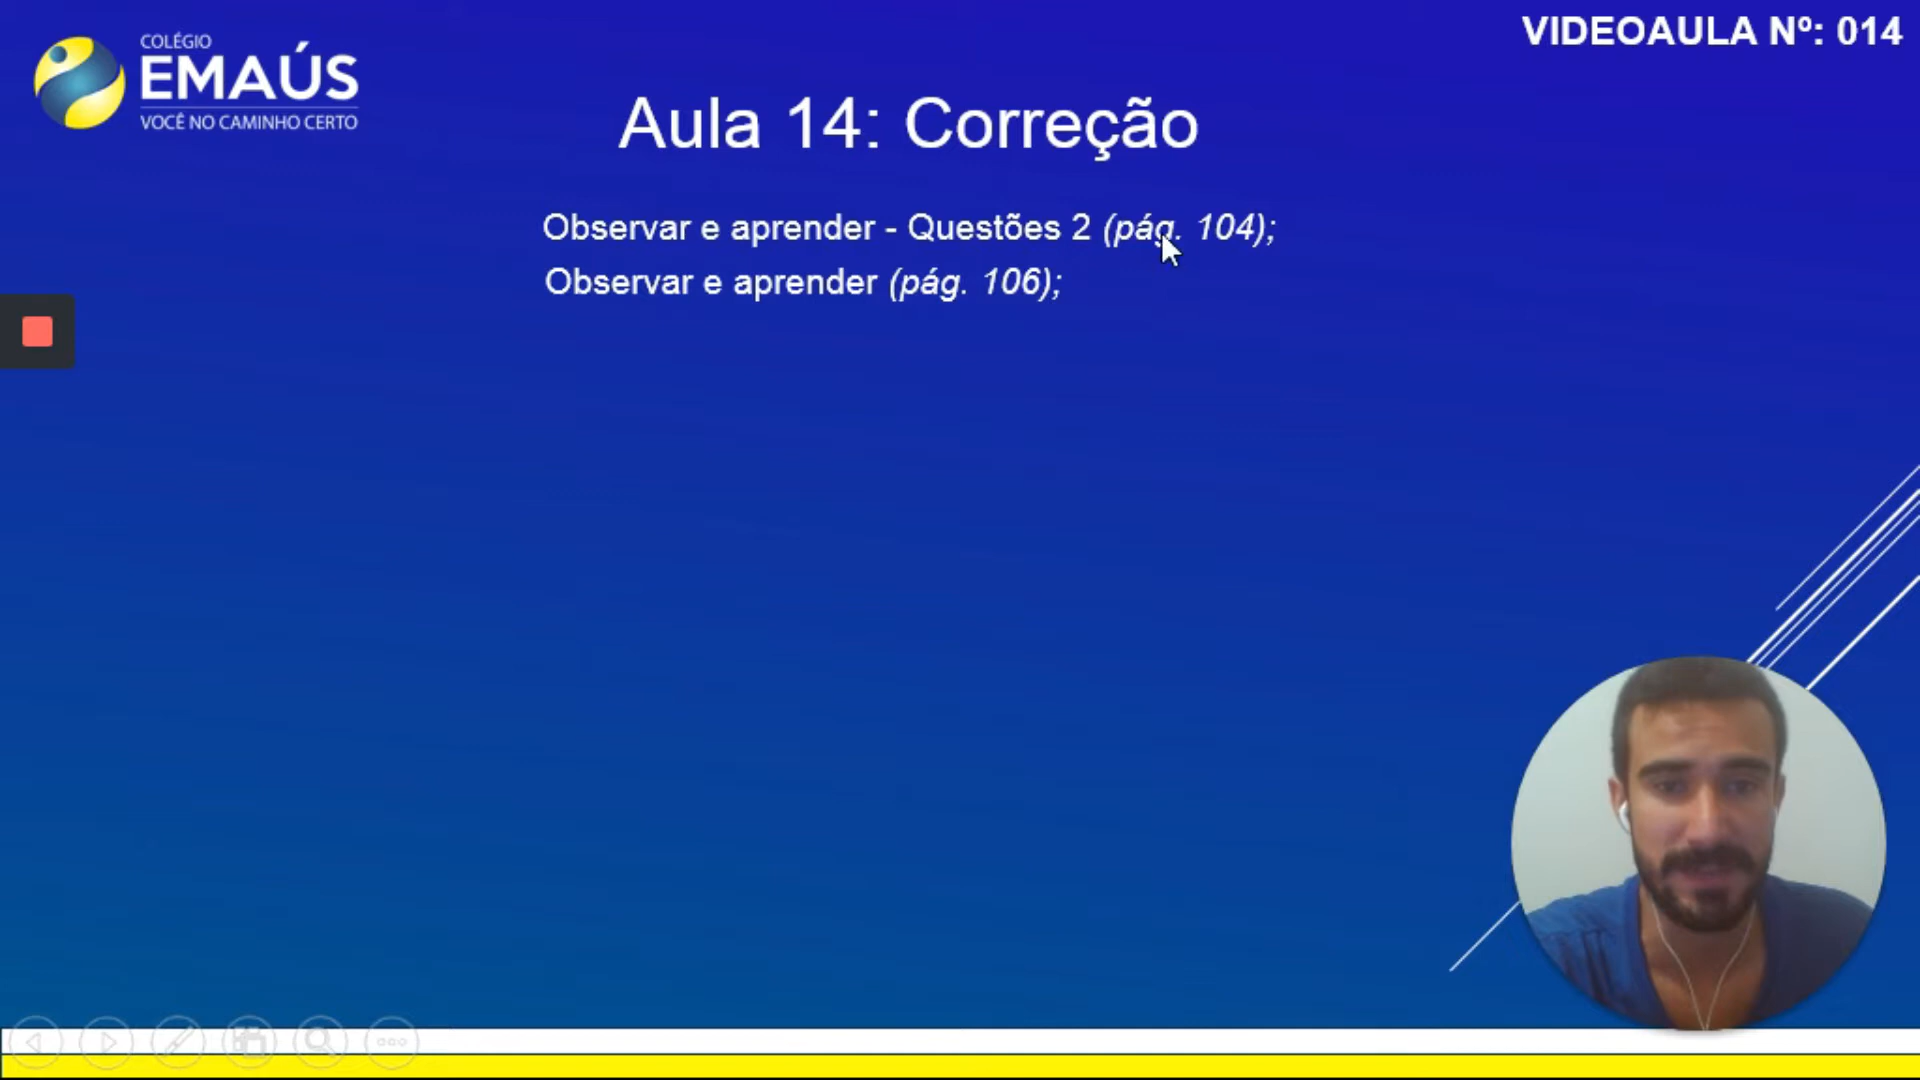 VIDEOAULA Nº: 014
COLÉGIO
EMAÚS
VOCÊ NO CAMINHO CERTO
Aula 14: Correção
Observar e aprender - Questões 2 (pág. 104);
Observar e aprender (pág. 106);